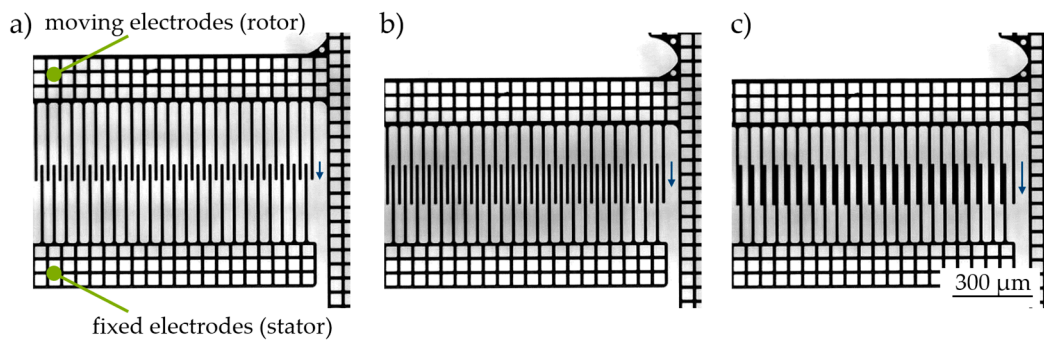 a)
moving electrodes (rotor)
b)
c)
fixed electrodes (stator)
300 µm